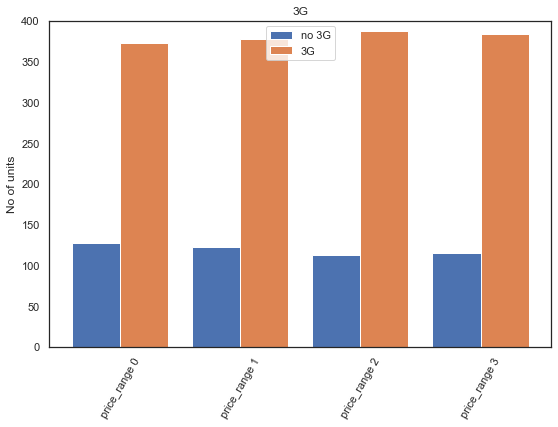 3G
no 3G
3G
No of units
400
350
300
250
200
150
100
50
0
price_range 0
price_range 1
price_range 2
price_range 3